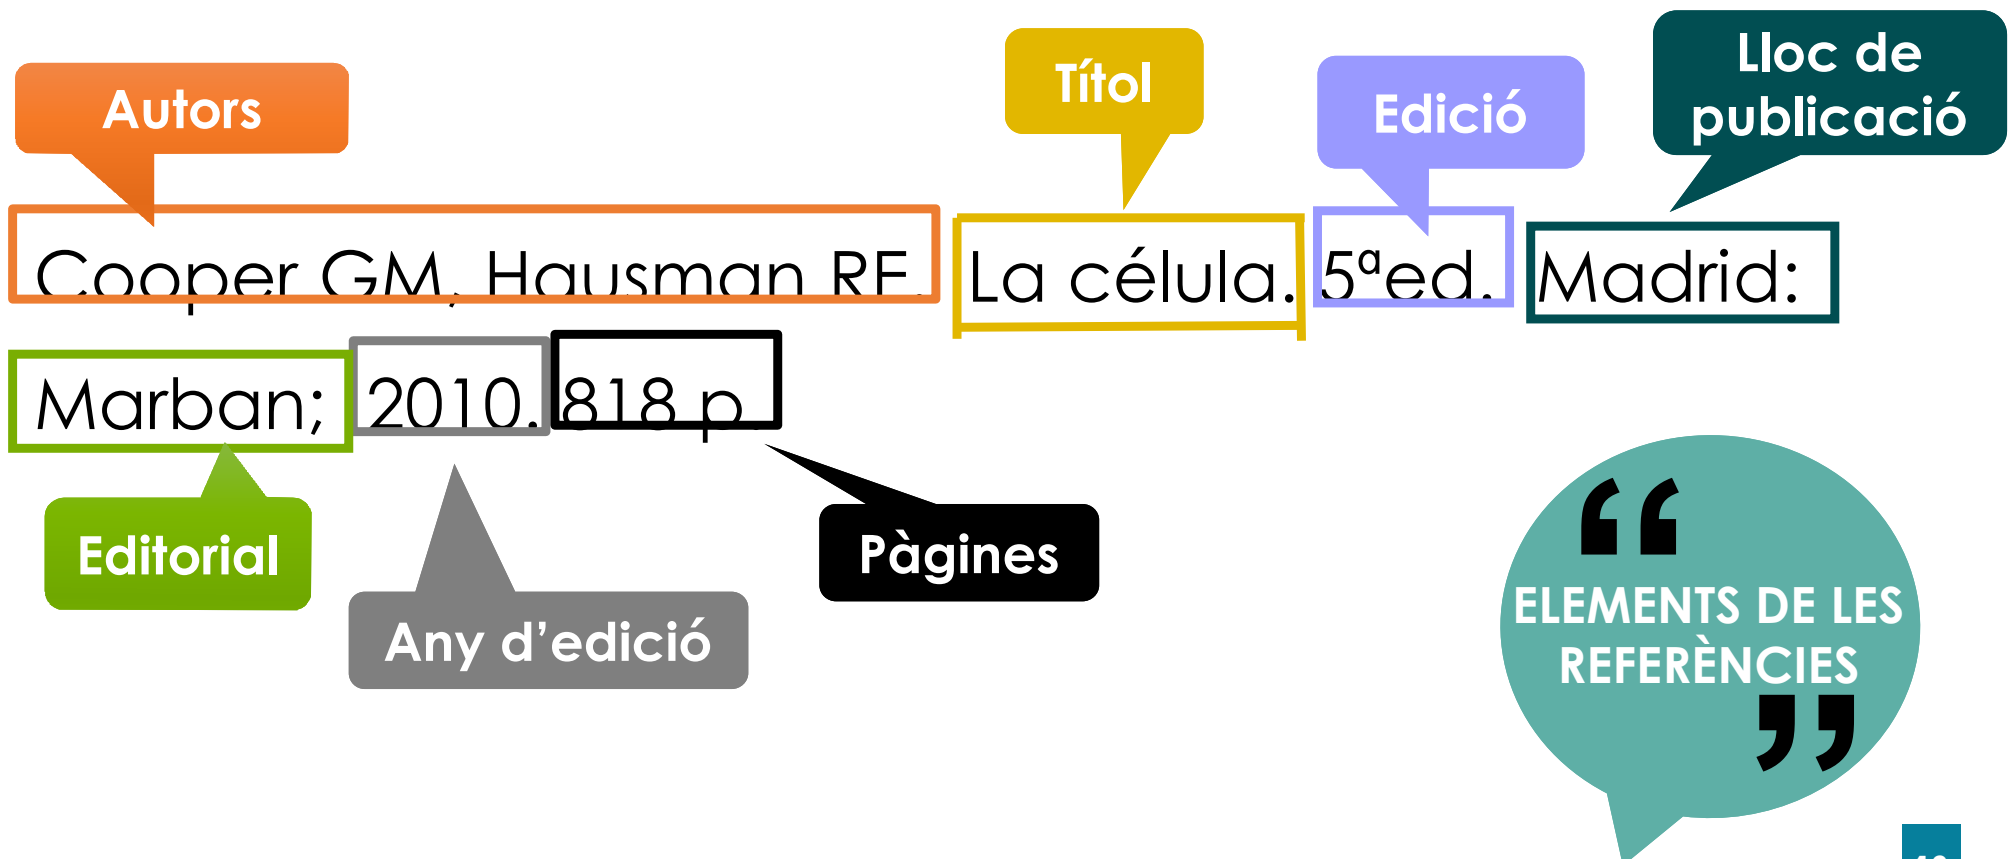 Autors
Títol
Edició
Lloc de
publicació
Cooper GM, Hausman RE. La célula. 5ªed. Madrid:
Marban; 2010. 818 p.
Editorial
Any d’edició
Pàgines
“
ELEMENTS DE LES
REFERÈNCIES
”